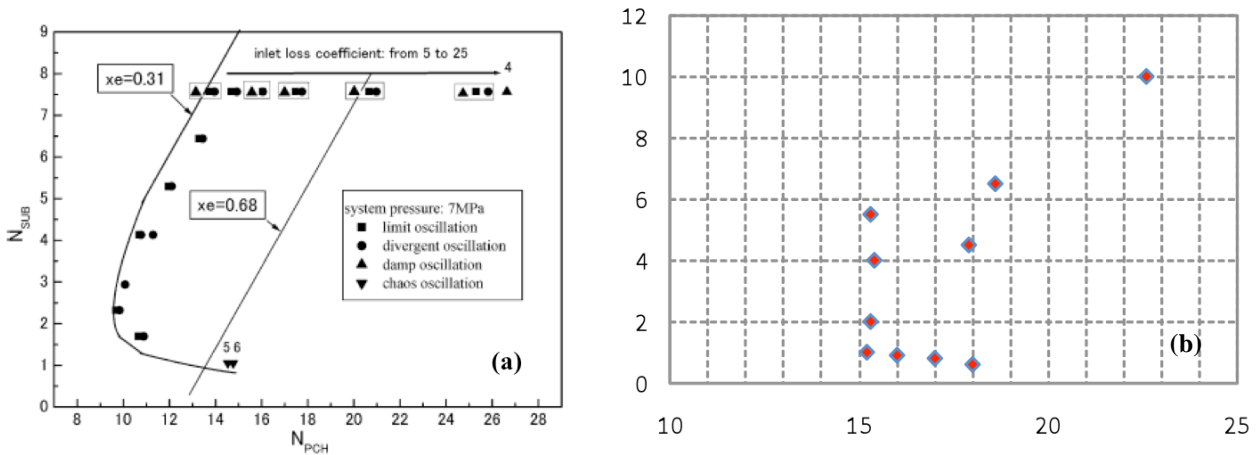 9
8
7
6
5
4
3
2
1
0
N_SUB
8 10 12 14 16 18 20 22 24 26 28
N_PCH
inlet loss coefficient: from 5 to 25
4
xe=0.31
xe=0.68
system pressure: 7MPa
limit oscillation
divergent oscillation
damp oscillation
chaos oscillation
5 6
(a)
12
10
8
6
4
2
0
10 15 20 25
(b)